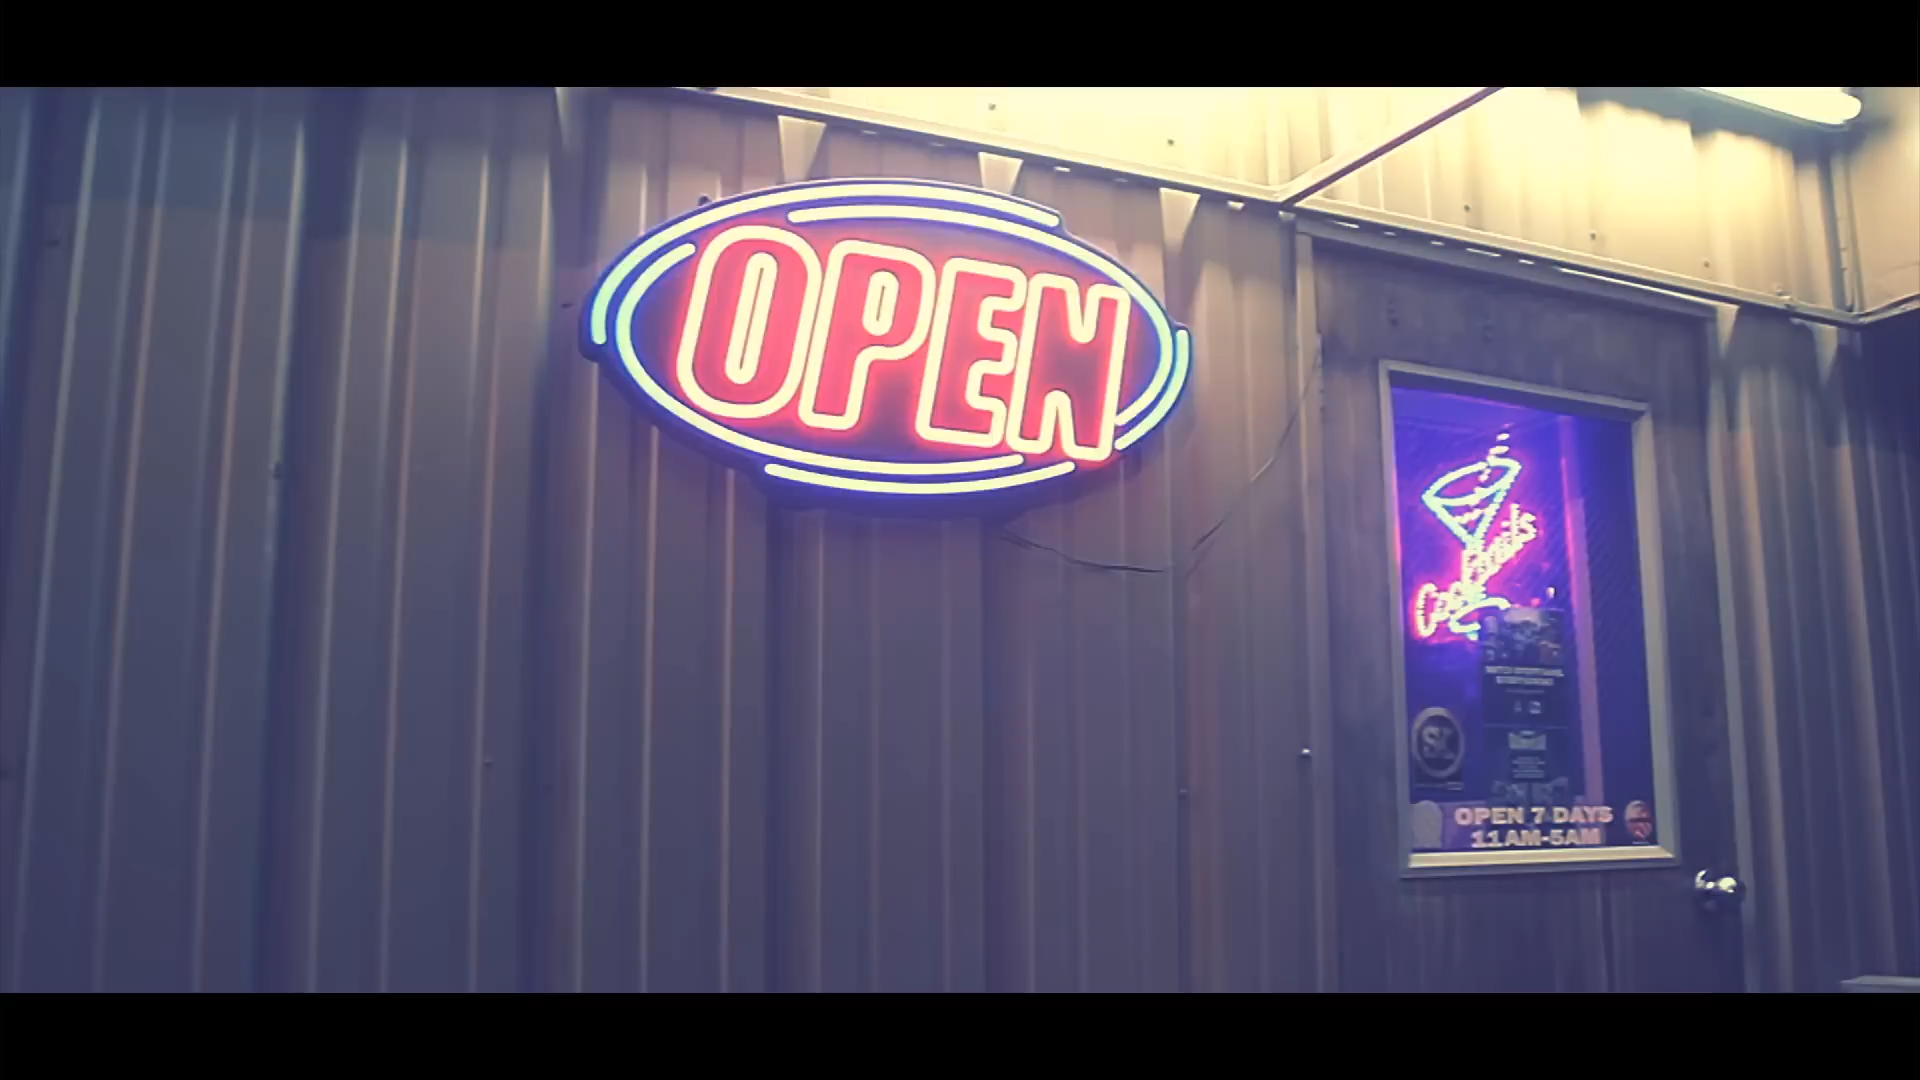 OPEN
Cocktails
OPEN 7 DAYS
11AM-5AM